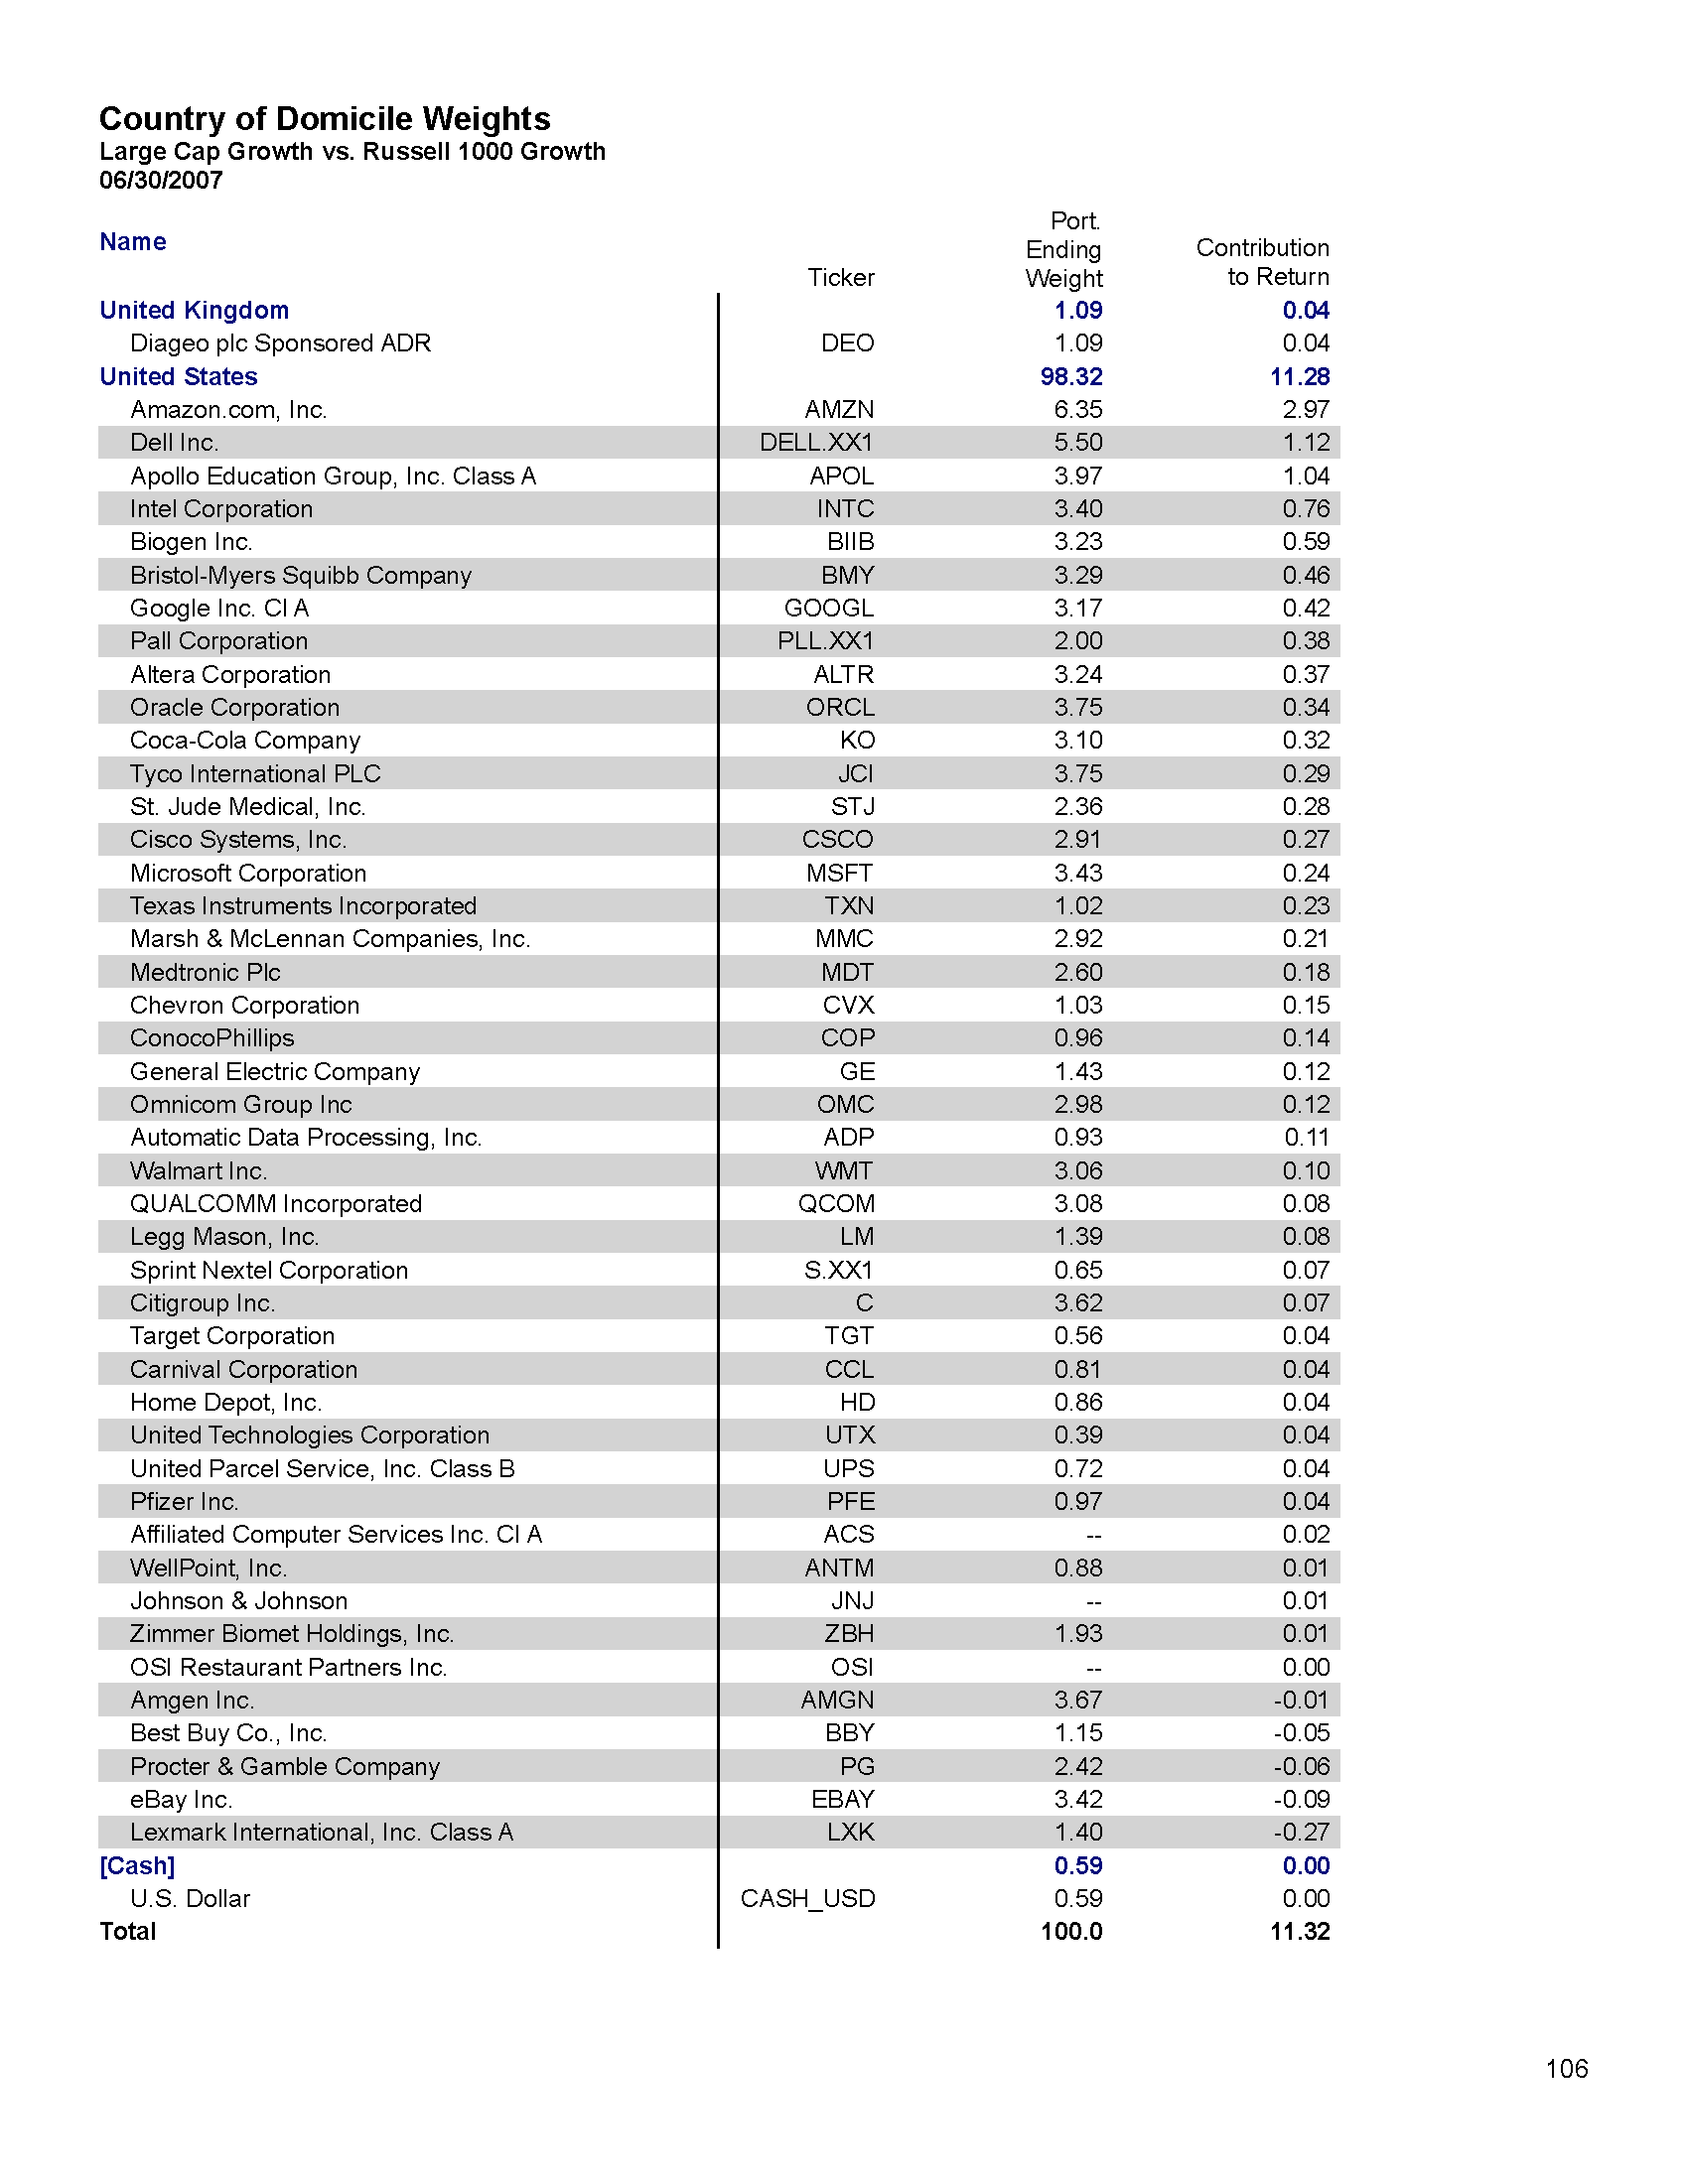 Country of Domicile Weights
Large Cap Growth vs. Russell 1000 Growth
06/30/2007
Name Ticker Port. Ending Weight Contribution to Return
United Kingdom 1.09 0.04
Diageo plc Sponsored ADR DEO 1.09 0.04
United States 98.32 11.28
Amazon.com, Inc. AMZN 6.35 2.97
Dell Inc. DELL.XX1 5.50 1.12
Apollo Education Group, Inc. Class A APOL 3.97 1.04
Intel Corporation INTC 3.40 0.76
Biogen Inc. BIIB 3.23 0.59
Bristol-Myers Squibb Company BMY 3.29 0.46
Google Inc. Cl A GOOGL 3.17 0.42
Pall Corporation PLL.XX1 2.00 0.38
Altera Corporation ALTR 3.24 0.37
Oracle Corporation ORCL 3.75 0.34
Coca-Cola Company KO 3.10 0.32
Tyco International PLC JCI 3.75 0.29
St. Jude Medical, Inc. STJ 2.36 0.28
Cisco Systems, Inc. CSCO 2.91 0.27
Microsoft Corporation MSFT 3.43 0.24
Texas Instruments Incorporated TXN 1.02 0.23
Marsh & McLennan Companies, Inc. MMC 2.92 0.21
Medtronic Plc MDT 2.60 0.18
Chevron Corporation CVX 1.03 0.15
ConocoPhillips COP 0.96 0.14
General Electric Company GE 1.43 0.12
Omnicom Group Inc OMC 2.98 0.12
Automatic Data Processing, Inc. ADP 0.93 0.11
Walmart Inc. WMT 3.06 0.10
QUALCOMM Incorporated QCOM 3.08 0.08
Legg Mason, Inc. LM 1.39 0.08
Sprint Nextel Corporation S.XX1 0.65 0.07
Citigroup Inc. C 3.62 0.07
Target Corporation TGT 0.56 0.04
Carnival Corporation CCL 0.81 0.04
Home Depot, Inc. HD 0.86 0.04
United Technologies Corporation UTX 0.39 0.04
United Parcel Service, Inc. Class B UPS 0.72 0.04
Pfizer Inc. PFE 0.97 0.04
Affiliated Computer Services Inc. Cl A ACS -- 0.02
WellPoint, Inc. ANTM 0.88 0.01
Johnson & Johnson JNJ -- 0.01
Zimmer Biomet Holdings, Inc. ZBH 1.93 0.01
OSI Restaurant Partners Inc. OSI -- 0.00
Amgen Inc. AMGN 3.67 -0.01
Best Buy Co., Inc. BBY 1.15 -0.05
Procter & Gamble Company PG 2.42 -0.06
eBay Inc. EBAY 3.42 -0.09
Lexmark International, Inc. Class A LXK 1.40 -0.27
[Cash] 0.59 0.00
U.S. Dollar CASH_USD 0.59 0.00
Total 100.0 11.32
106